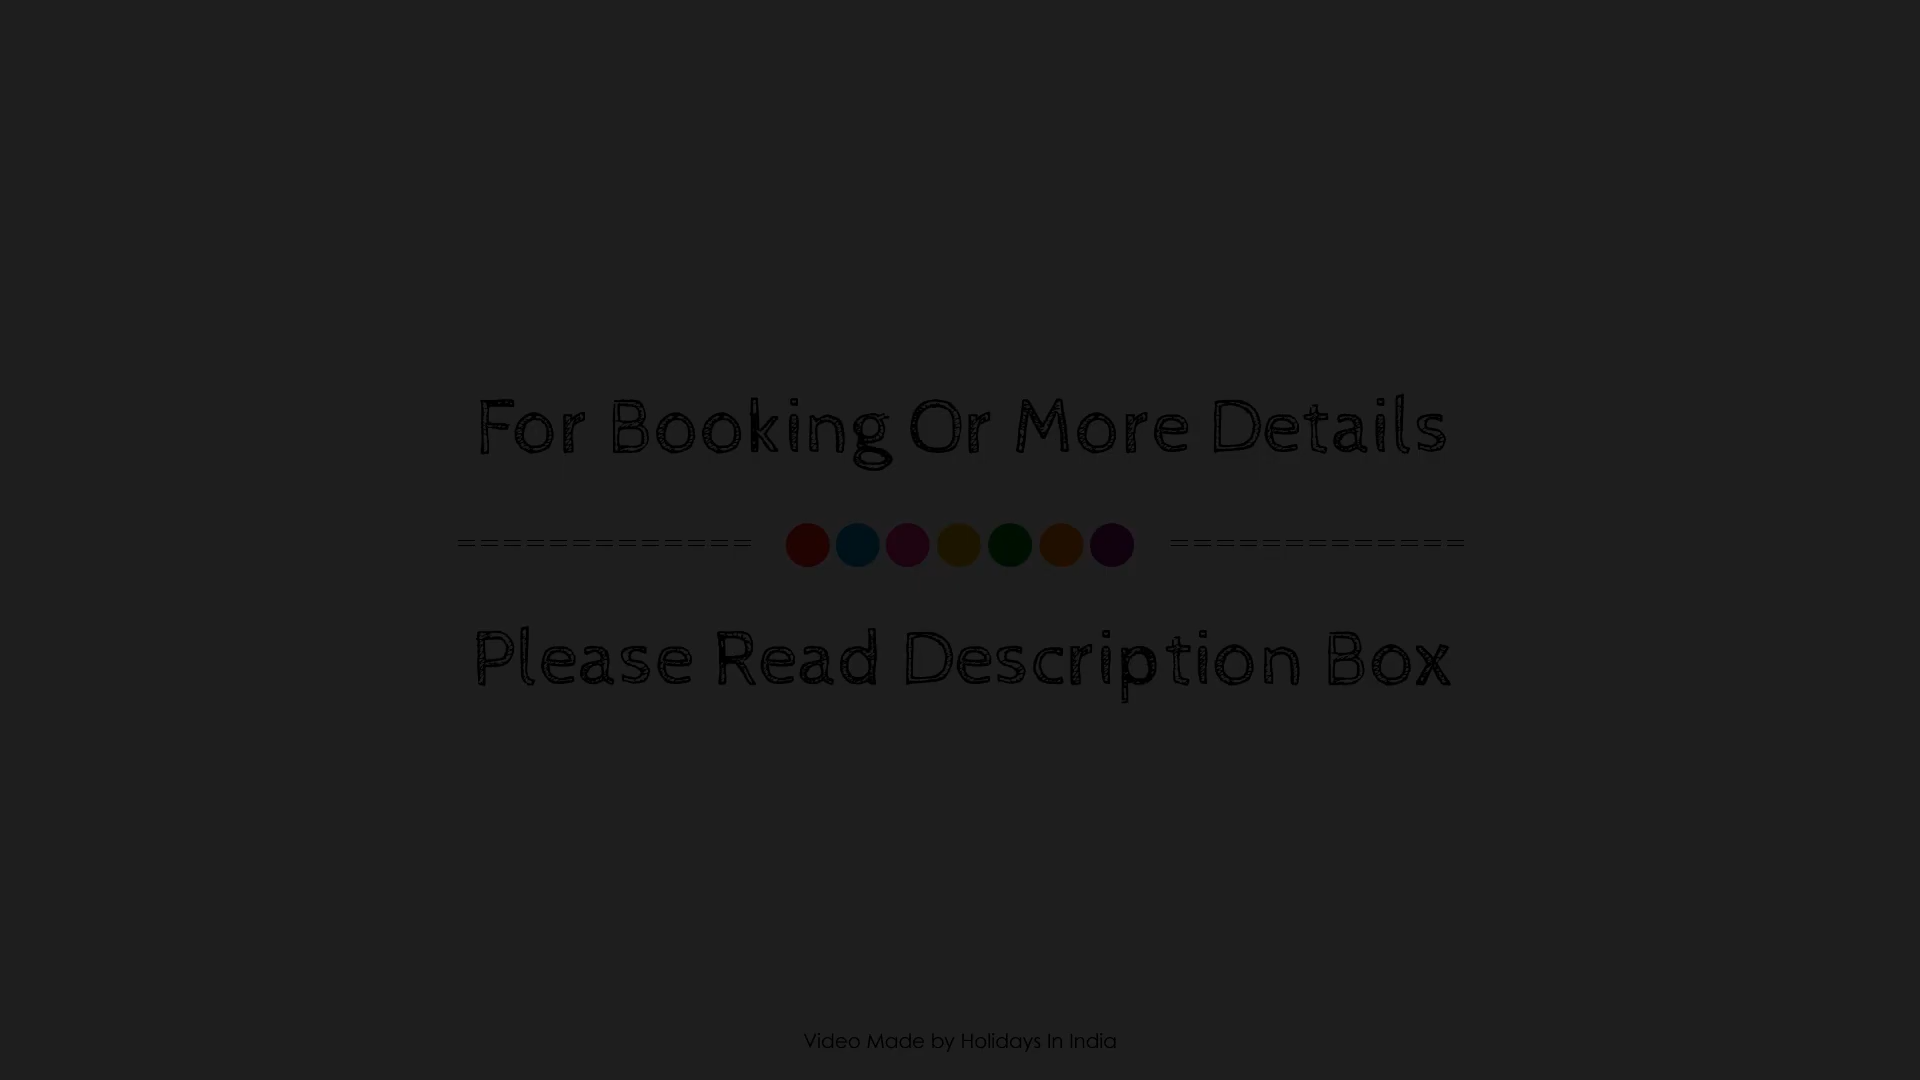 For Booking Or More Details
============= =============
Please Read Description Box
Video Made by Holidays In India